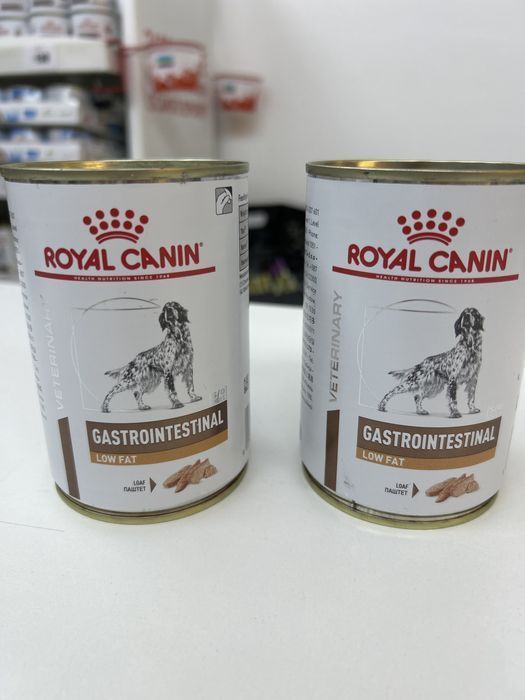 ROYAL CANIN
HEALTH NUTRITION SINCE 1968
VETERINARY
GASTROINTESTINAL
LOW FAT
LOAF
ПАШТЕТ
ROYAL CANIN
HEALTH NUTRITION SINCE 1968
VETERINARY
GASTROINTESTINAL
LOW FAT
LOAF
ПАШТЕТ